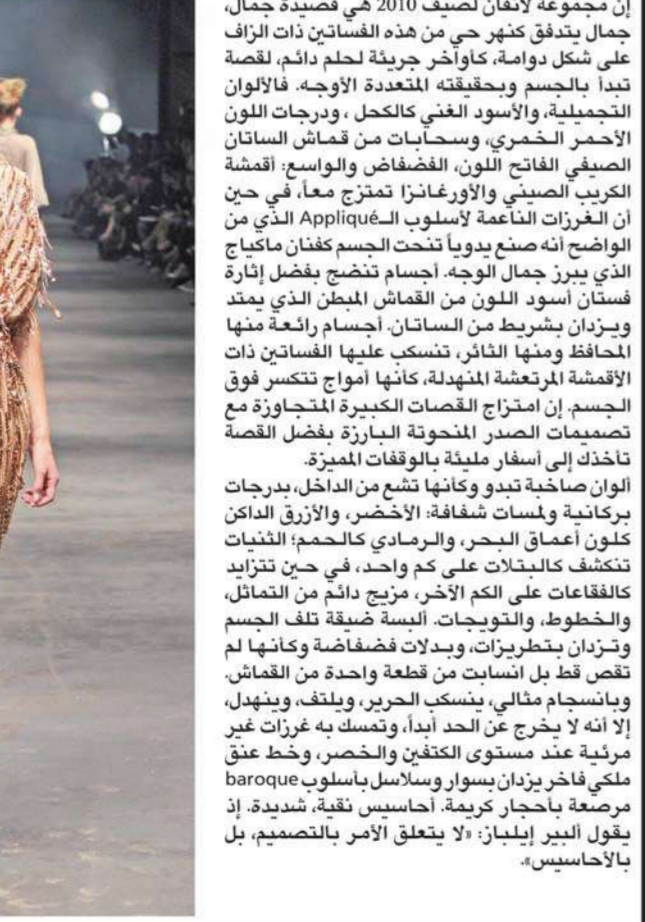 إن مجموعة لانفان لصيف 2010 هي قصيدة جمال،
جمال يتدفق كنهر حي من هذه الفساتين ذات الزاف
على شكل دوامة، كأواخر جريئة لحلم دائم، لقصة
تبدأ بالجسم وبحقيقته المتعددة الأوجه. فالألوان
التجميلية، والأسود الغني كالكحل ، ودرجات اللون
الأحمر الخمري، وسحابات من قماش الساتان
الصيفي الفاتح اللون، الفضفاض والواسع: أقمشة
الكريب الصيني والأورغانزا تمتزج معاً، في حين
أن الغرزات الناعمة لأسلوب الـAppliqué الذي من
الواضح أنه صنع يدوياً تنحت الجسم كفنان ماكياج
الذي يبرز جمال الوجه. أجسام تنضج بفضل إثارة
فستان أسود اللون من القماش المبطن الذي يمتد
ويزدان بشريط من الساتان. أجسام رائعة منها
المحافظ ومنها الثائر، تنسكب عليها الفساتين ذات
الأقمشة المرتعشة المنهدلة، كأنها أمواج تتكسر فوق
الجسم. إن امتزاج القصات الكبيرة المتجاوزة مع
تصميمات الصدر المنحوتة البارزة بفضل القصة
تأخذك إلى أسفار مليئة بالوقفات المميزة.
ألوان صاخبة تبدو وكأنها تشع من الداخل، بدرجات
بركانية ولمسات شفافة: الأخضر، والأزرق الداكن
كلون أعماق البحر، والرمادي كالحمم؛ الثنيات
تنكشف كالبتلات على كم واحد، في حين تتزايد
كالفقاعات على الكم الآخر، مزيج دائم من التماثل،
والخطوط، والتويجات. ألبسة ضيقة تلف الجسم
وتزدان بتطريزات، وبدلات فضفاضة وكأنها لم
تقص قط بل انسابت من قطعة واحدة من القماش.
وبانسجام مثالي، ينسكب الحرير، ويلتف، وينهدل،
إلا أنه لا يخرج عن الحد أبداً، وتمسك به غرزات غير
مرئية عند مستوى الكتفين والخصر، وخط عنق
ملكي فاخر يزدان بسوار وسلاسل بأسلوب baroque
مرصعة بأحجار كريمة. أحاسيس نقية، شديدة، إذ
يقول ألبير إيلباز: «لا يتعلق الأمر بالتصميم، بل
بالأحاسيس».